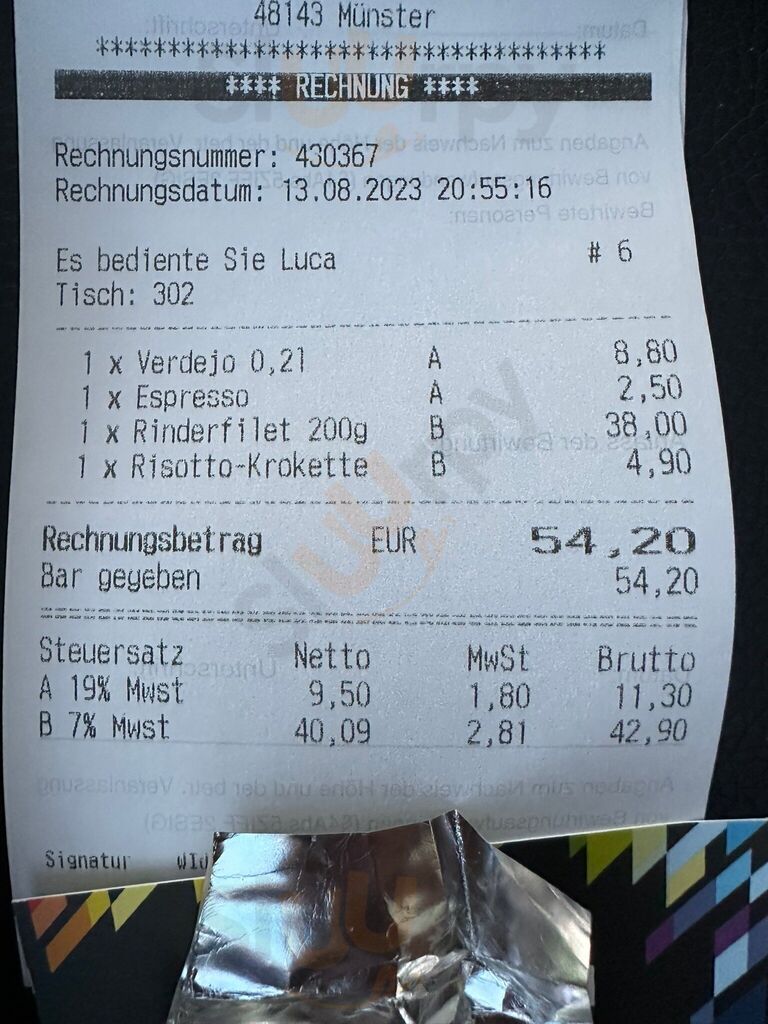 48143 Münster
***********************************
**** RECHNUNG ****
Rechnungsnummer: 430367
Rechnungsdatum: 13.08.2023 20:55:16
Es bediente Sie Luca # 6
Tisch: 302
1 x Verdejo 0,2l A 8,80
1 x Espresso A 2,50
1 x Rinderfilet 200g B 38,00
1 x Risotto-Krokette B 4,90
Rechnungsbetrag EUR 54,20
Bar gegeben 54,20
Steuersatz Netto MwSt Brutto
A 19% Mwst 9,50 1,80 11,30
B 7% Mwst 40,09 2,81 42,90
Signatur